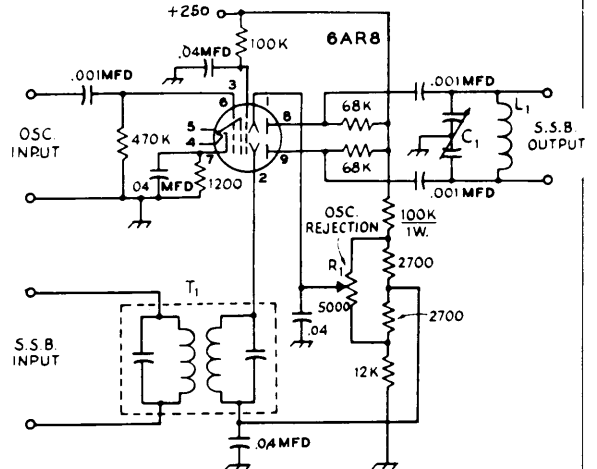 +250
6AR8
100K
.04MFD
.001MFD
3
6
1
8
5
4
7
9
2
OSC.
INPUT
470K
.04 MFD
1200
68K
68K
.001MFD
.001MFD
C1
L1
S.S.B.
OUTPUT
OSC.
REJECTION
100K
1W.
R1
5000
2700
2700
.04
12K
T1
S.S.B.
INPUT
.04MFD